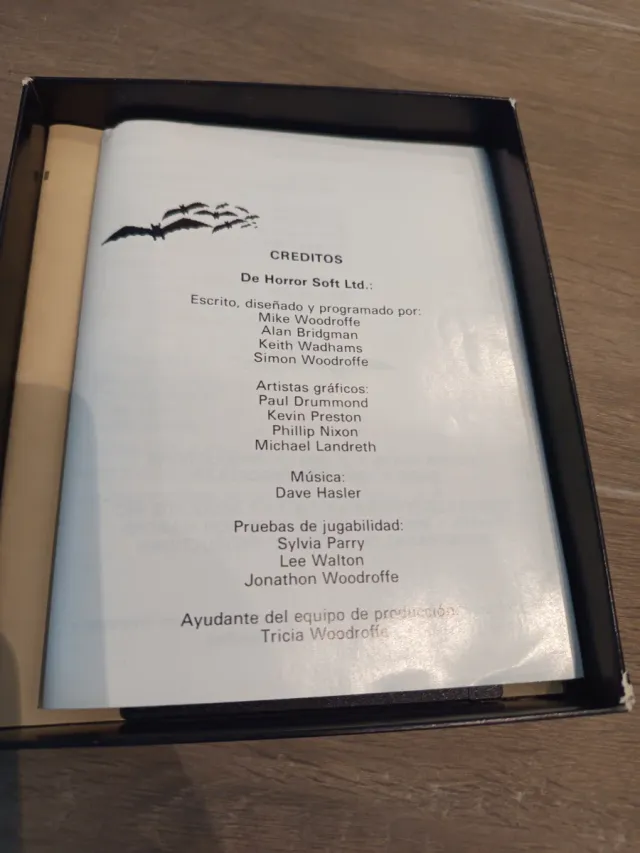 CREDITOS
De Horror Soft Ltd.:
Escrito, diseñado y programado por:
Mike Woodroffe
Alan Bridgman
Keith Wadhams
Simon Woodroffe
Artistas gráficos:
Paul Drummond
Kevin Preston
Phillip Nixon
Michael Landreth
Música:
Dave Hasler
Pruebas de jugabilidad:
Sylvia Parry
Lee Walton
Jonathon Woodroffe
Ayudante del equipo de producción:
Tricia Woodroffe